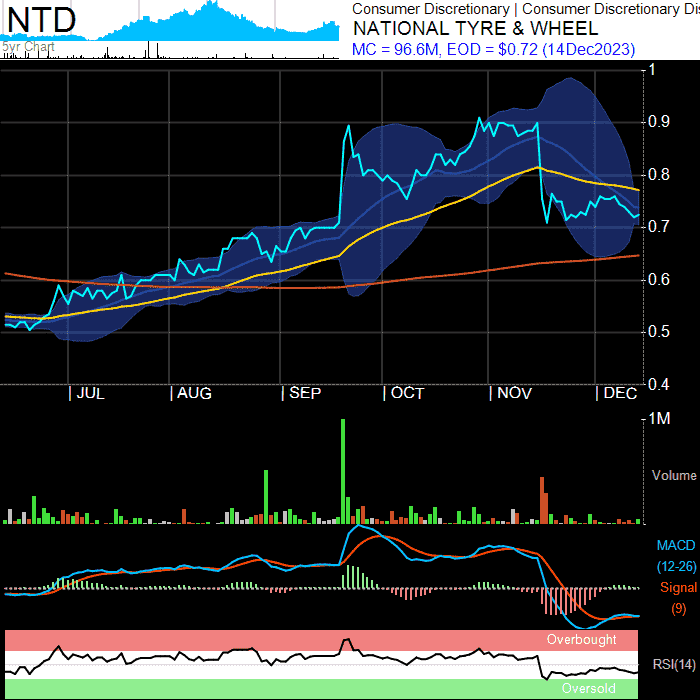 NTD
5yr Chart
Consumer Discretionary | Consumer Discretionary Dis
NATIONAL TYRE & WHEEL
MC = 96.6M, EOD = $0.72 (14Dec2023)
1
0.9
0.8
0.7
0.6
0.5
0.4
JUL
AUG
SEP
OCT
NOV
DEC
1M
Volume
MACD
(12-26)
Signal
(9)
Overbought
RSI(14)
Oversold